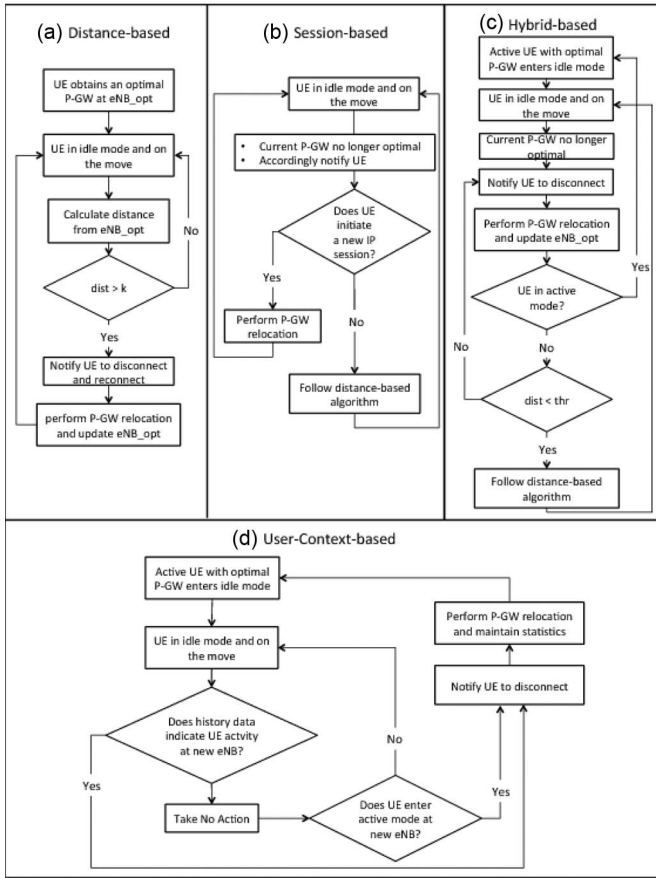 (a) Distance-based
UE obtains an optimal
P-GW at eNB_opt
UE in idle mode and on
the move
Calculate distance
from eNB_opt
No
dist > k
Yes
Notify UE to disconnect
and reconnect
perform P-GW relocation
and update eNB_opt
(b) Session-based
UE in idle mode and on
the move
• Current P-GW no longer optimal
• Accordingly notify UE
Does UE
initiate
a new IP
session?
Yes
Perform P-GW
relocation
No
Follow distance-based
algorithm
(c) Hybrid-based
Active UE with optimal
P-GW enters idle mode
UE in idle mode and on
the move
Current P-GW no longer
optimal
Notify UE to disconnect
Perform P-GW relocation
and update eNB_opt
Yes
UE in active
mode?
No
No
dist < thr
Yes
Follow distance-based
algorithm
(d) User-Context-based
Active UE with optimal
P-GW enters idle mode
Perform P-GW relocation
and maintain statistics
UE in idle mode and on
the move
Notify UE to disconnect
Does history data
indicate UE actvity
at new eNB?
No
Yes
Yes
Take No Action
Does UE enter
active mode at
new eNB?